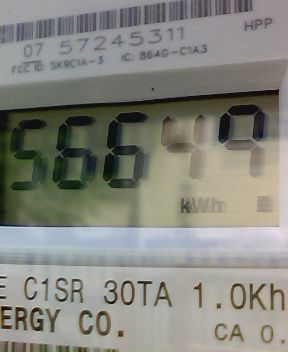 07 57245311
HPP
FCC ID: SK9C1A-3 IC: 864G-C1A3
56649
kWh
E C1SR 30TA 1.0Kh
ERGY CO.
CA 0.